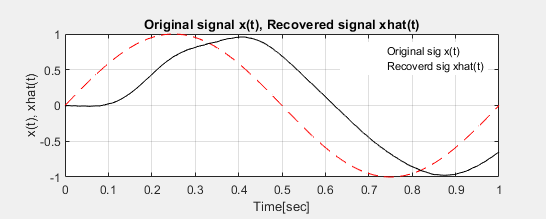 Original signal x(t), Recovered signal xhat(t)
1
0.5
0
-0.5
-1
x(t), xhat(t)
Original sig x(t)
Recoverd sig xhat(t)
0 0.1 0.2 0.3 0.4 0.5 0.6 0.7 0.8 0.9 1
Time[sec]